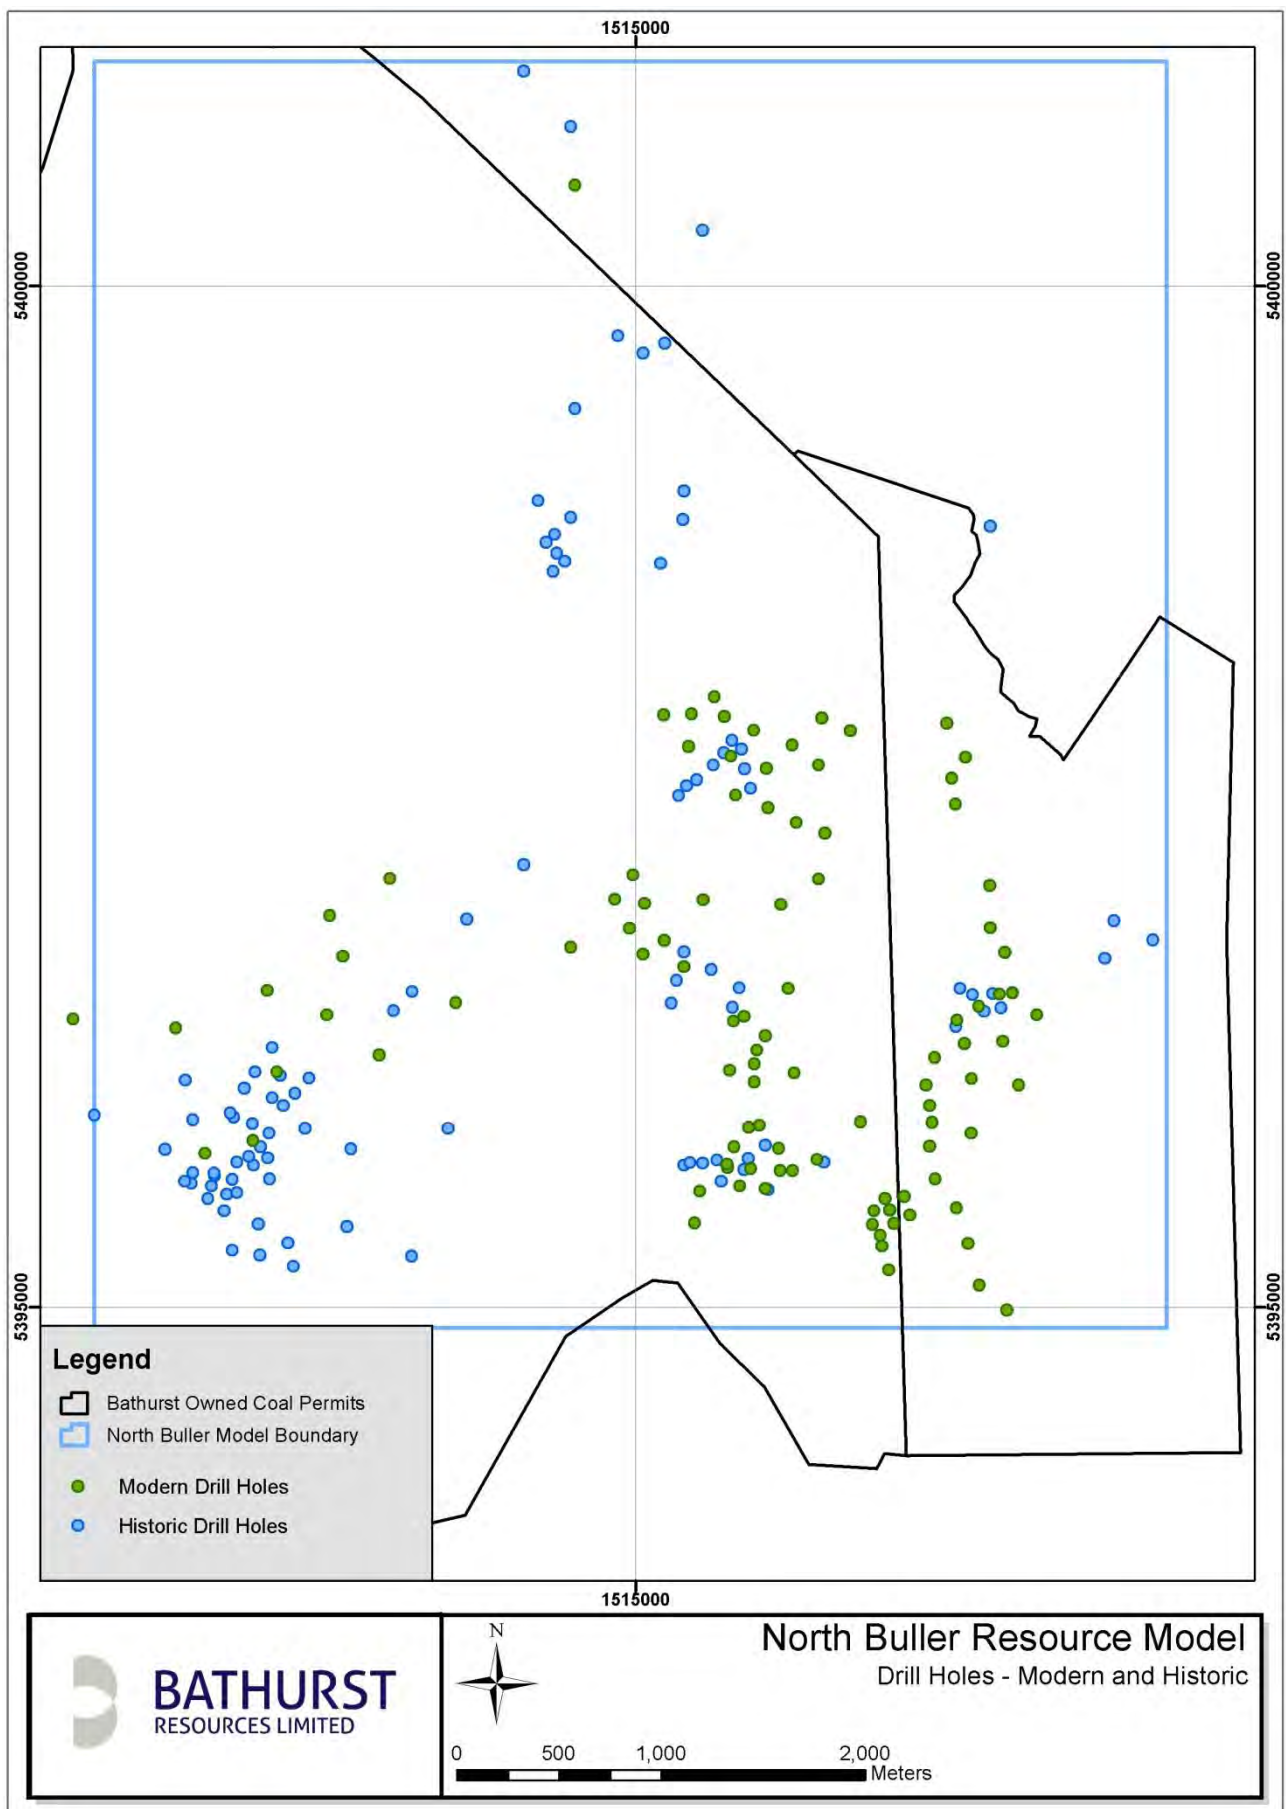 1515000
5400000
5400000
5395000
5395000
Legend
Bathurst Owned Coal Permits
North Buller Model Boundary
Modern Drill Holes
Historic Drill Holes
1515000
BATHURST
RESOURCES LIMITED
N
North Buller Resource Model
Drill Holes - Modern and Historic
0 500 1,000 2,000
Meters